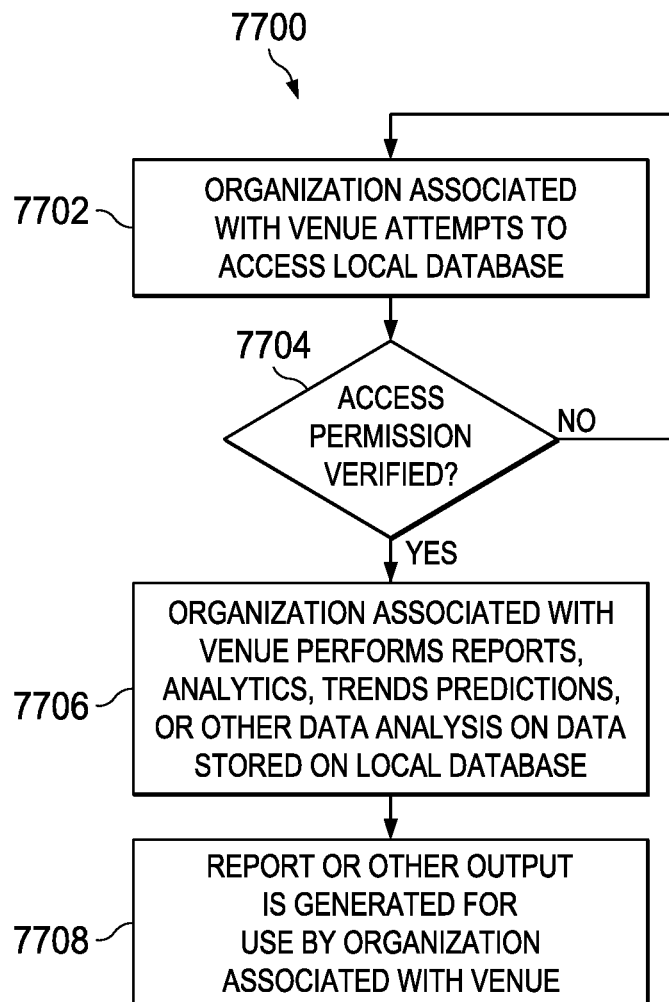 7700
7702
ORGANIZATION ASSOCIATED
WITH VENUE ATTEMPTS TO
ACCESS LOCAL DATABASE
7704
ACCESS
PERMISSION
VERIFIED?
NO
YES
7706
ORGANIZATION ASSOCIATED WITH
VENUE PERFORMS REPORTS,
ANALYTICS, TRENDS PREDICTIONS,
OR OTHER DATA ANALYSIS ON DATA
STORED ON LOCAL DATABASE
7708
REPORT OR OTHER OUTPUT
IS GENERATED FOR
USE BY ORGANIZATION
ASSOCIATED WITH VENUE